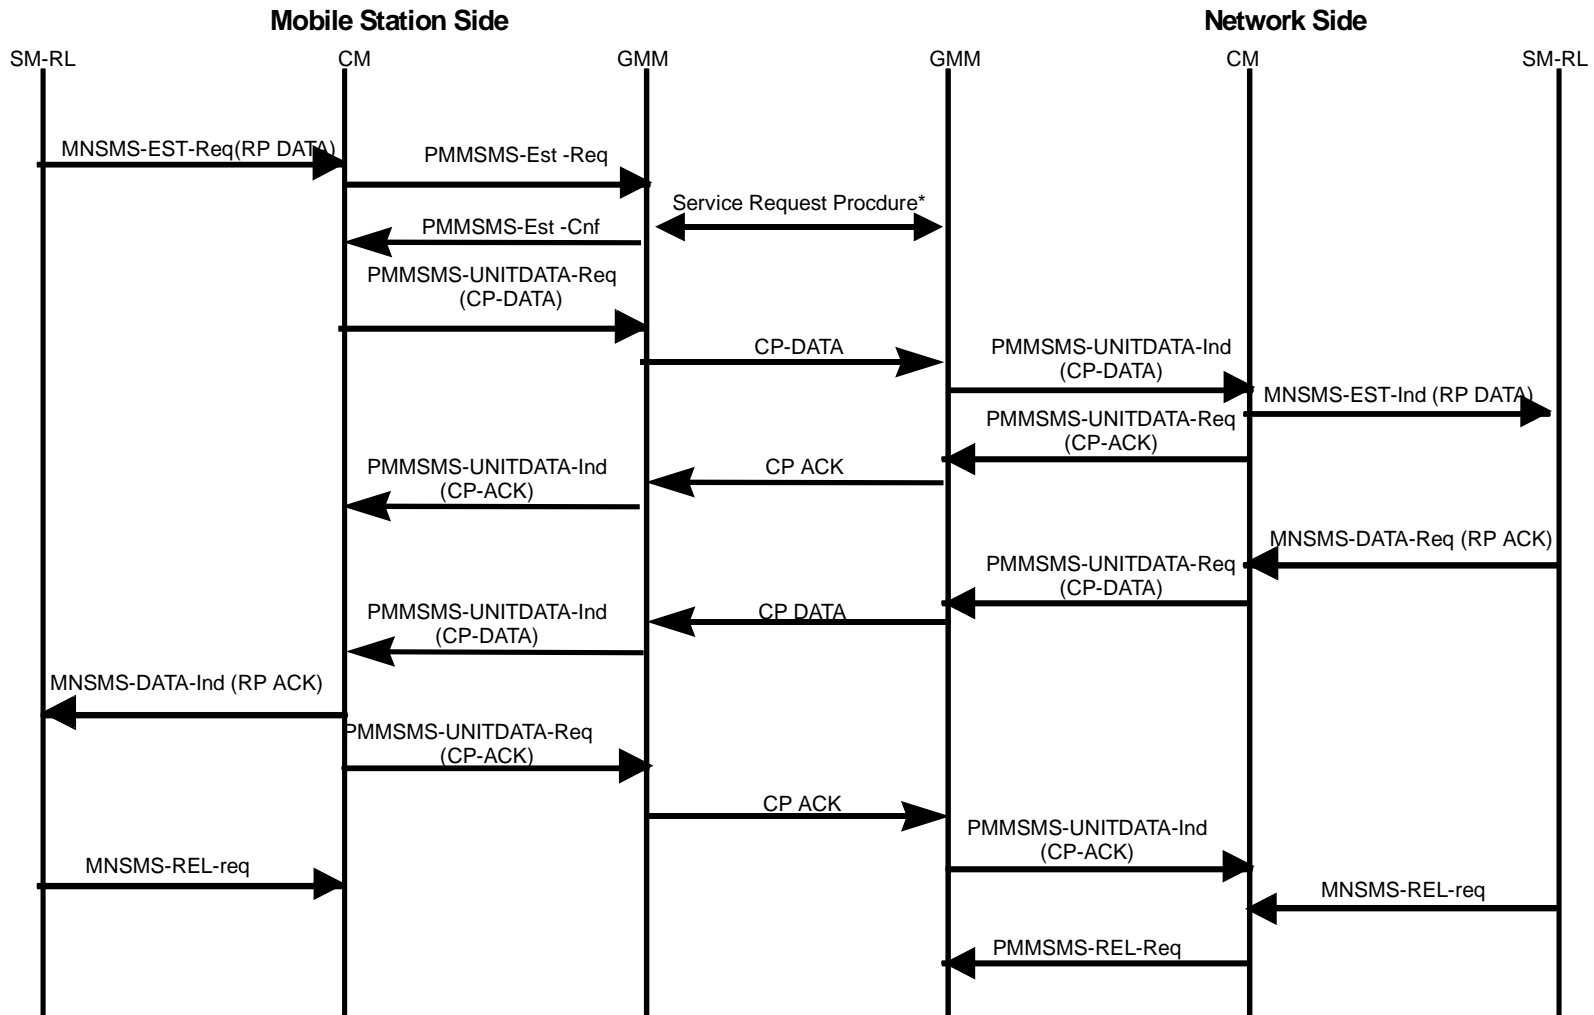 Mobile Station Side
Network Side
SM-RL
CM
GMM
GMM
CM
SM-RL
MNSMS-EST-Req(RP DATA)
PMMSMS-Est -Req
Service Request Procdure*
PMMSMS-Est -Cnf
PMMSMS-UNITDATA-Req
(CP-DATA)
CP-DATA
PMMSMS-UNITDATA-Ind
(CP-DATA)
MNSMS-EST-Ind (RP DATA)
PMMSMS-UNITDATA-Req
(CP-ACK)
CP ACK
PMMSMS-UNITDATA-Ind
(CP-ACK)
MNSMS-DATA-Req (RP ACK)
PMMSMS-UNITDATA-Req
(CP-DATA)
CP DATA
PMMSMS-UNITDATA-Ind
(CP-DATA)
MNSMS-DATA-Ind (RP ACK)
PMMSMS-UNITDATA-Req
(CP-ACK)
CP ACK
PMMSMS-UNITDATA-Ind
(CP-ACK)
MNSMS-REL-req
MNSMS-REL-req
PMMSMS-REL-Req